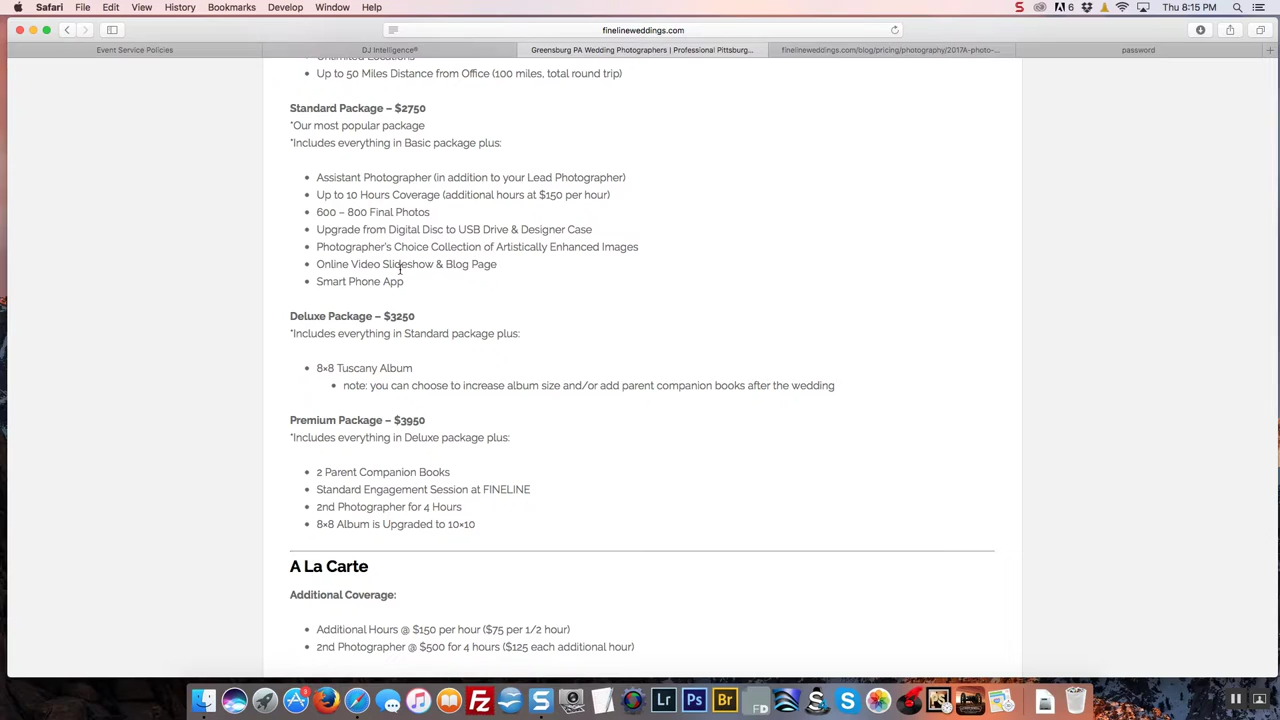 Safari File Edit View History Bookmarks Develop Window Help 6 Thu 8:15 PM
finelineweddings.com
Event Service Policies DJ Intelligence® Greensburg PA Wedding Photographers | Professional Pittsburg... finelineweddings.com/blog/pricing/photography/2017A-photo-... password
Unlimited Locations
• Up to 50 Miles Distance from Office (100 miles, total round trip)
Standard Package – $2750
*Our most popular package
*Includes everything in Basic package plus:
• Assistant Photographer (in addition to your Lead Photographer)
• Up to 10 Hours Coverage (additional hours at $150 per hour)
• 600 – 800 Final Photos
• Upgrade from Digital Disc to USB Drive & Designer Case
• Photographer's Choice Collection of Artistically Enhanced Images
• Online Video Slideshow & Blog Page
• Smart Phone App
Deluxe Package – $3250
*Includes everything in Standard package plus:
• 8×8 Tuscany Album
• note: you can choose to increase album size and/or add parent companion books after the wedding
Premium Package – $3950
*Includes everything in Deluxe package plus:
• 2 Parent Companion Books
• Standard Engagement Session at FINELINE
• 2nd Photographer for 4 Hours
• 8×8 Album is Upgraded to 10×10
A La Carte
Additional Coverage:
• Additional Hours @ $150 per hour ($75 per 1/2 hour)
• 2nd Photographer @ $500 for 4 hours ($125 each additional hour)
3 FZ S Lr Ps Br FD S S